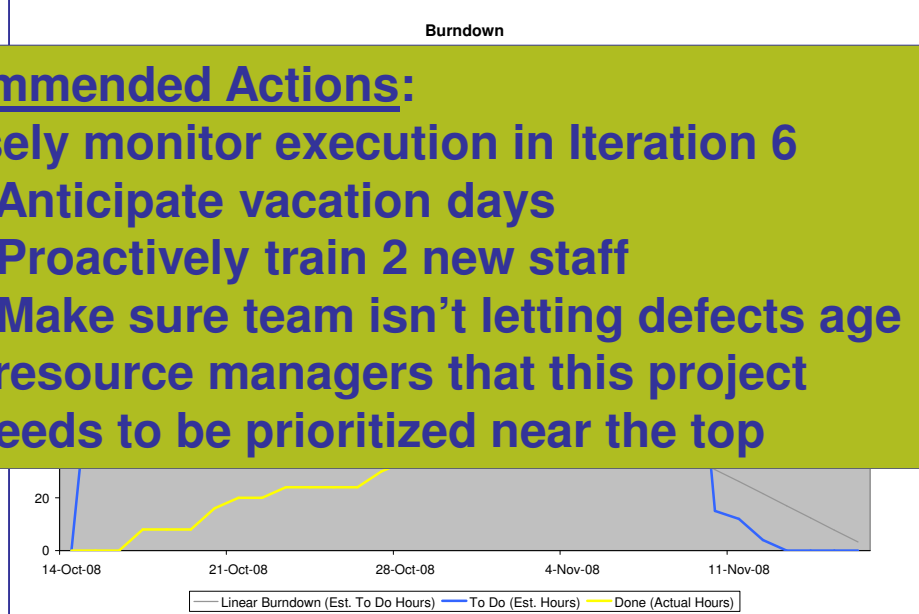 Burndown
mmended Actions:
sely monitor execution in Iteration 6
Anticipate vacation days
Proactively train 2 new staff
Make sure team isn't letting defects age
resource managers that this project
eeds to be prioritized near the top
20
0
14-Oct-08 21-Oct-08 28-Oct-08 4-Nov-08 11-Nov-08
Linear Burndown (Est. To Do Hours) To Do (Est. Hours) Done (Actual Hours)